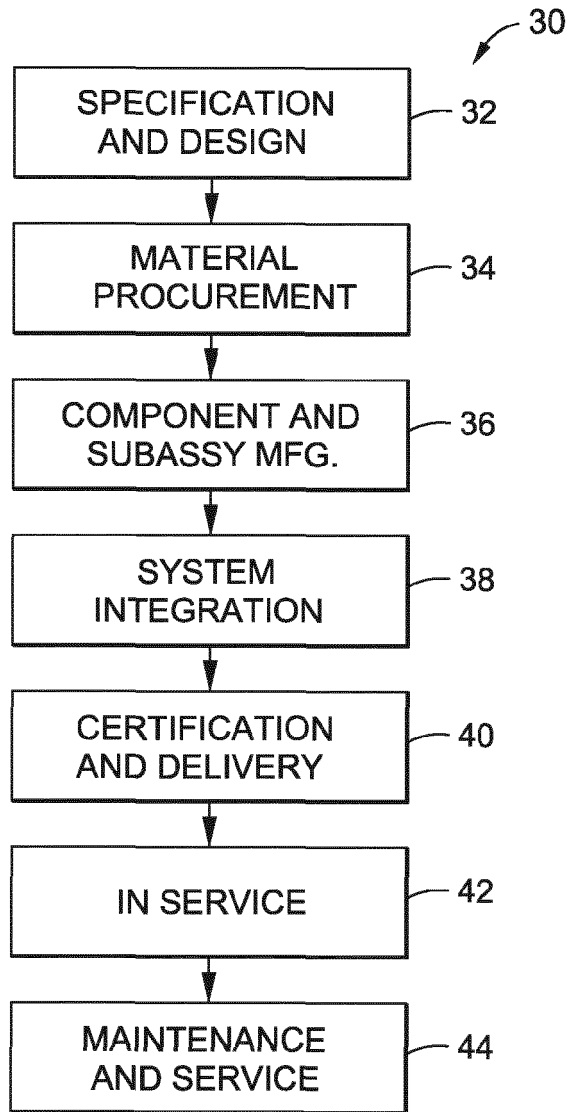 30
SPECIFICATION
AND DESIGN
32
MATERIAL
PROCUREMENT
34
COMPONENT AND
SUBASSY MFG.
36
SYSTEM
INTEGRATION
38
CERTIFICATION
AND DELIVERY
40
IN SERVICE
42
MAINTENANCE
AND SERVICE
44